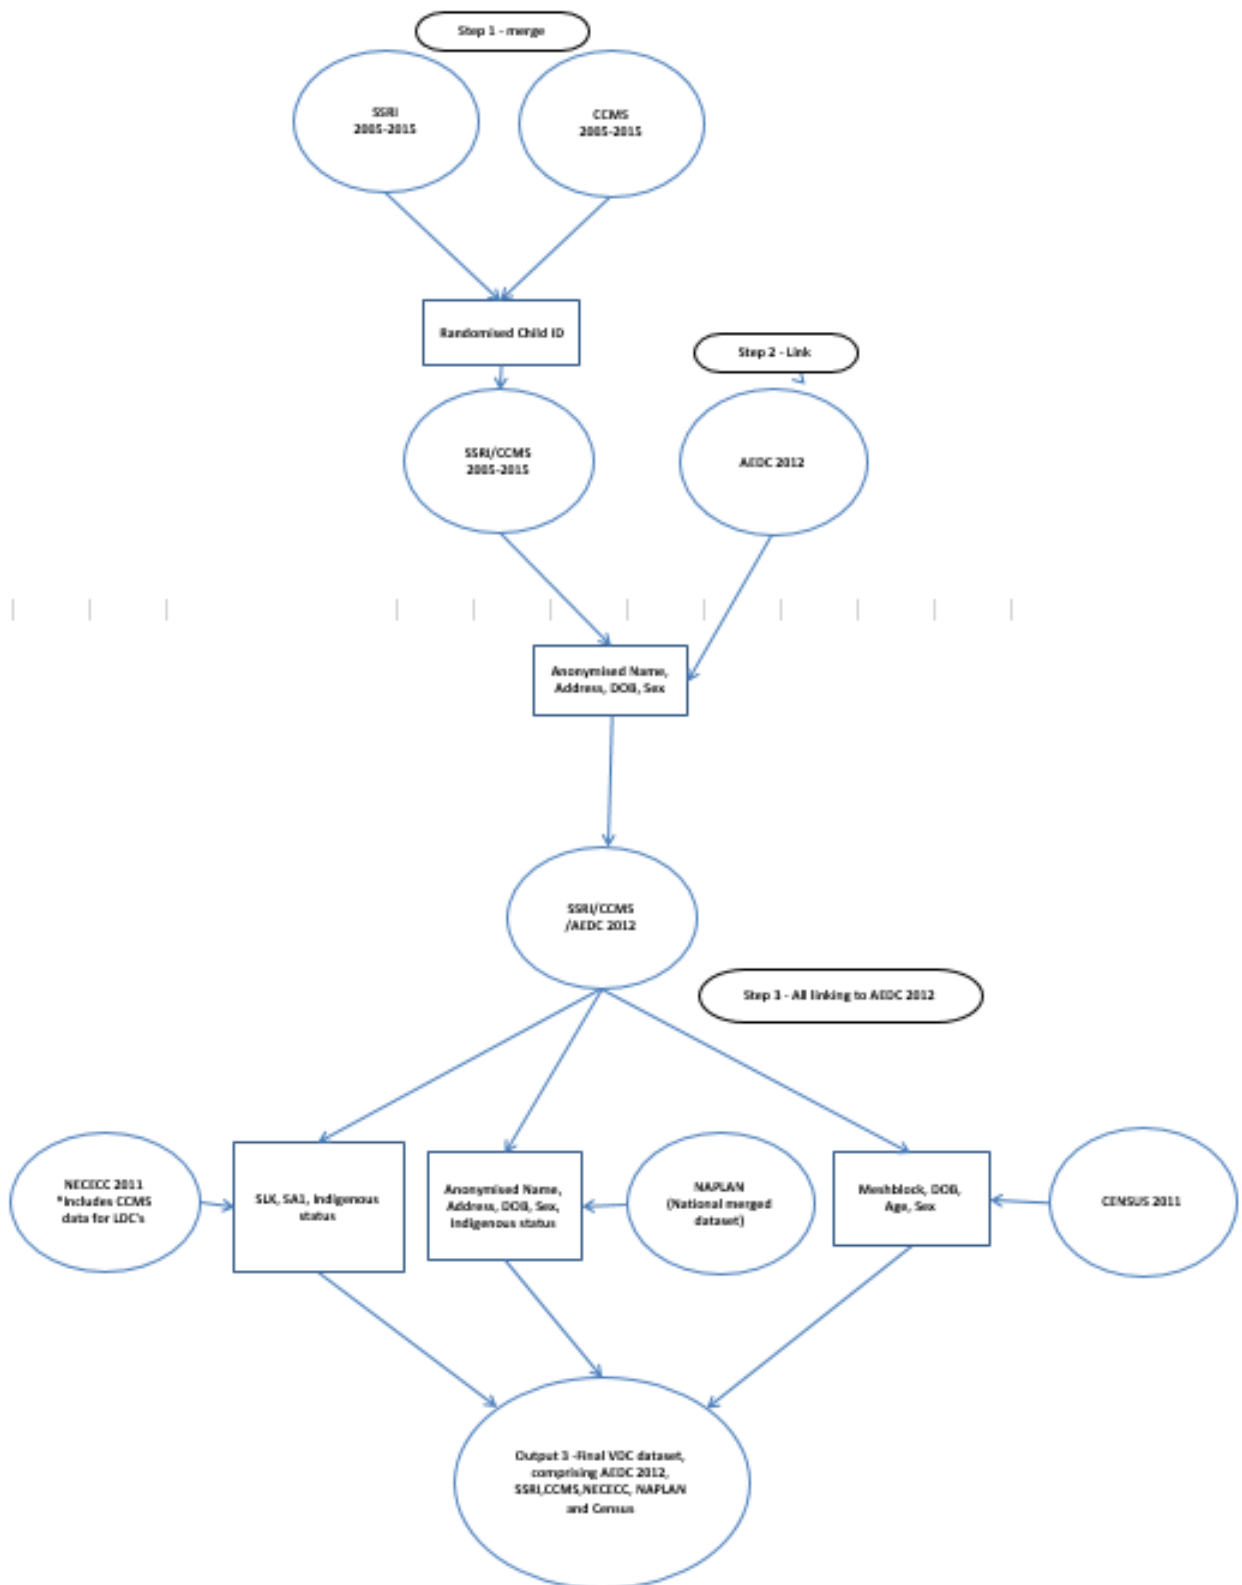 Step 1 - merge
SSRI
2005-2015
CCMS
2005-2015
Randomised Child ID
Step 2 - Link
SSRI/CCMS
2005-2015
AEDC 2012
Anonymised Name,
Address, DOB, Sex
SSRI/CCMS
/AEDC 2012
Step 3 - All linking to AEDC 2012
NECECC 2011
*Includes CCMS
data for LDC's
SLK, SA1, Indigenous
status
Anonymised Name,
Address, DOB, Sex,
Indigenous status
NAPLAN
(National merged
dataset)
Meshblock, DOB,
Age, Sex
CENSUS 2011
Output 3 -Final VDC dataset,
comprising AEDC 2012,
SSRI,CCMS,NECECC, NAPLAN
and Census